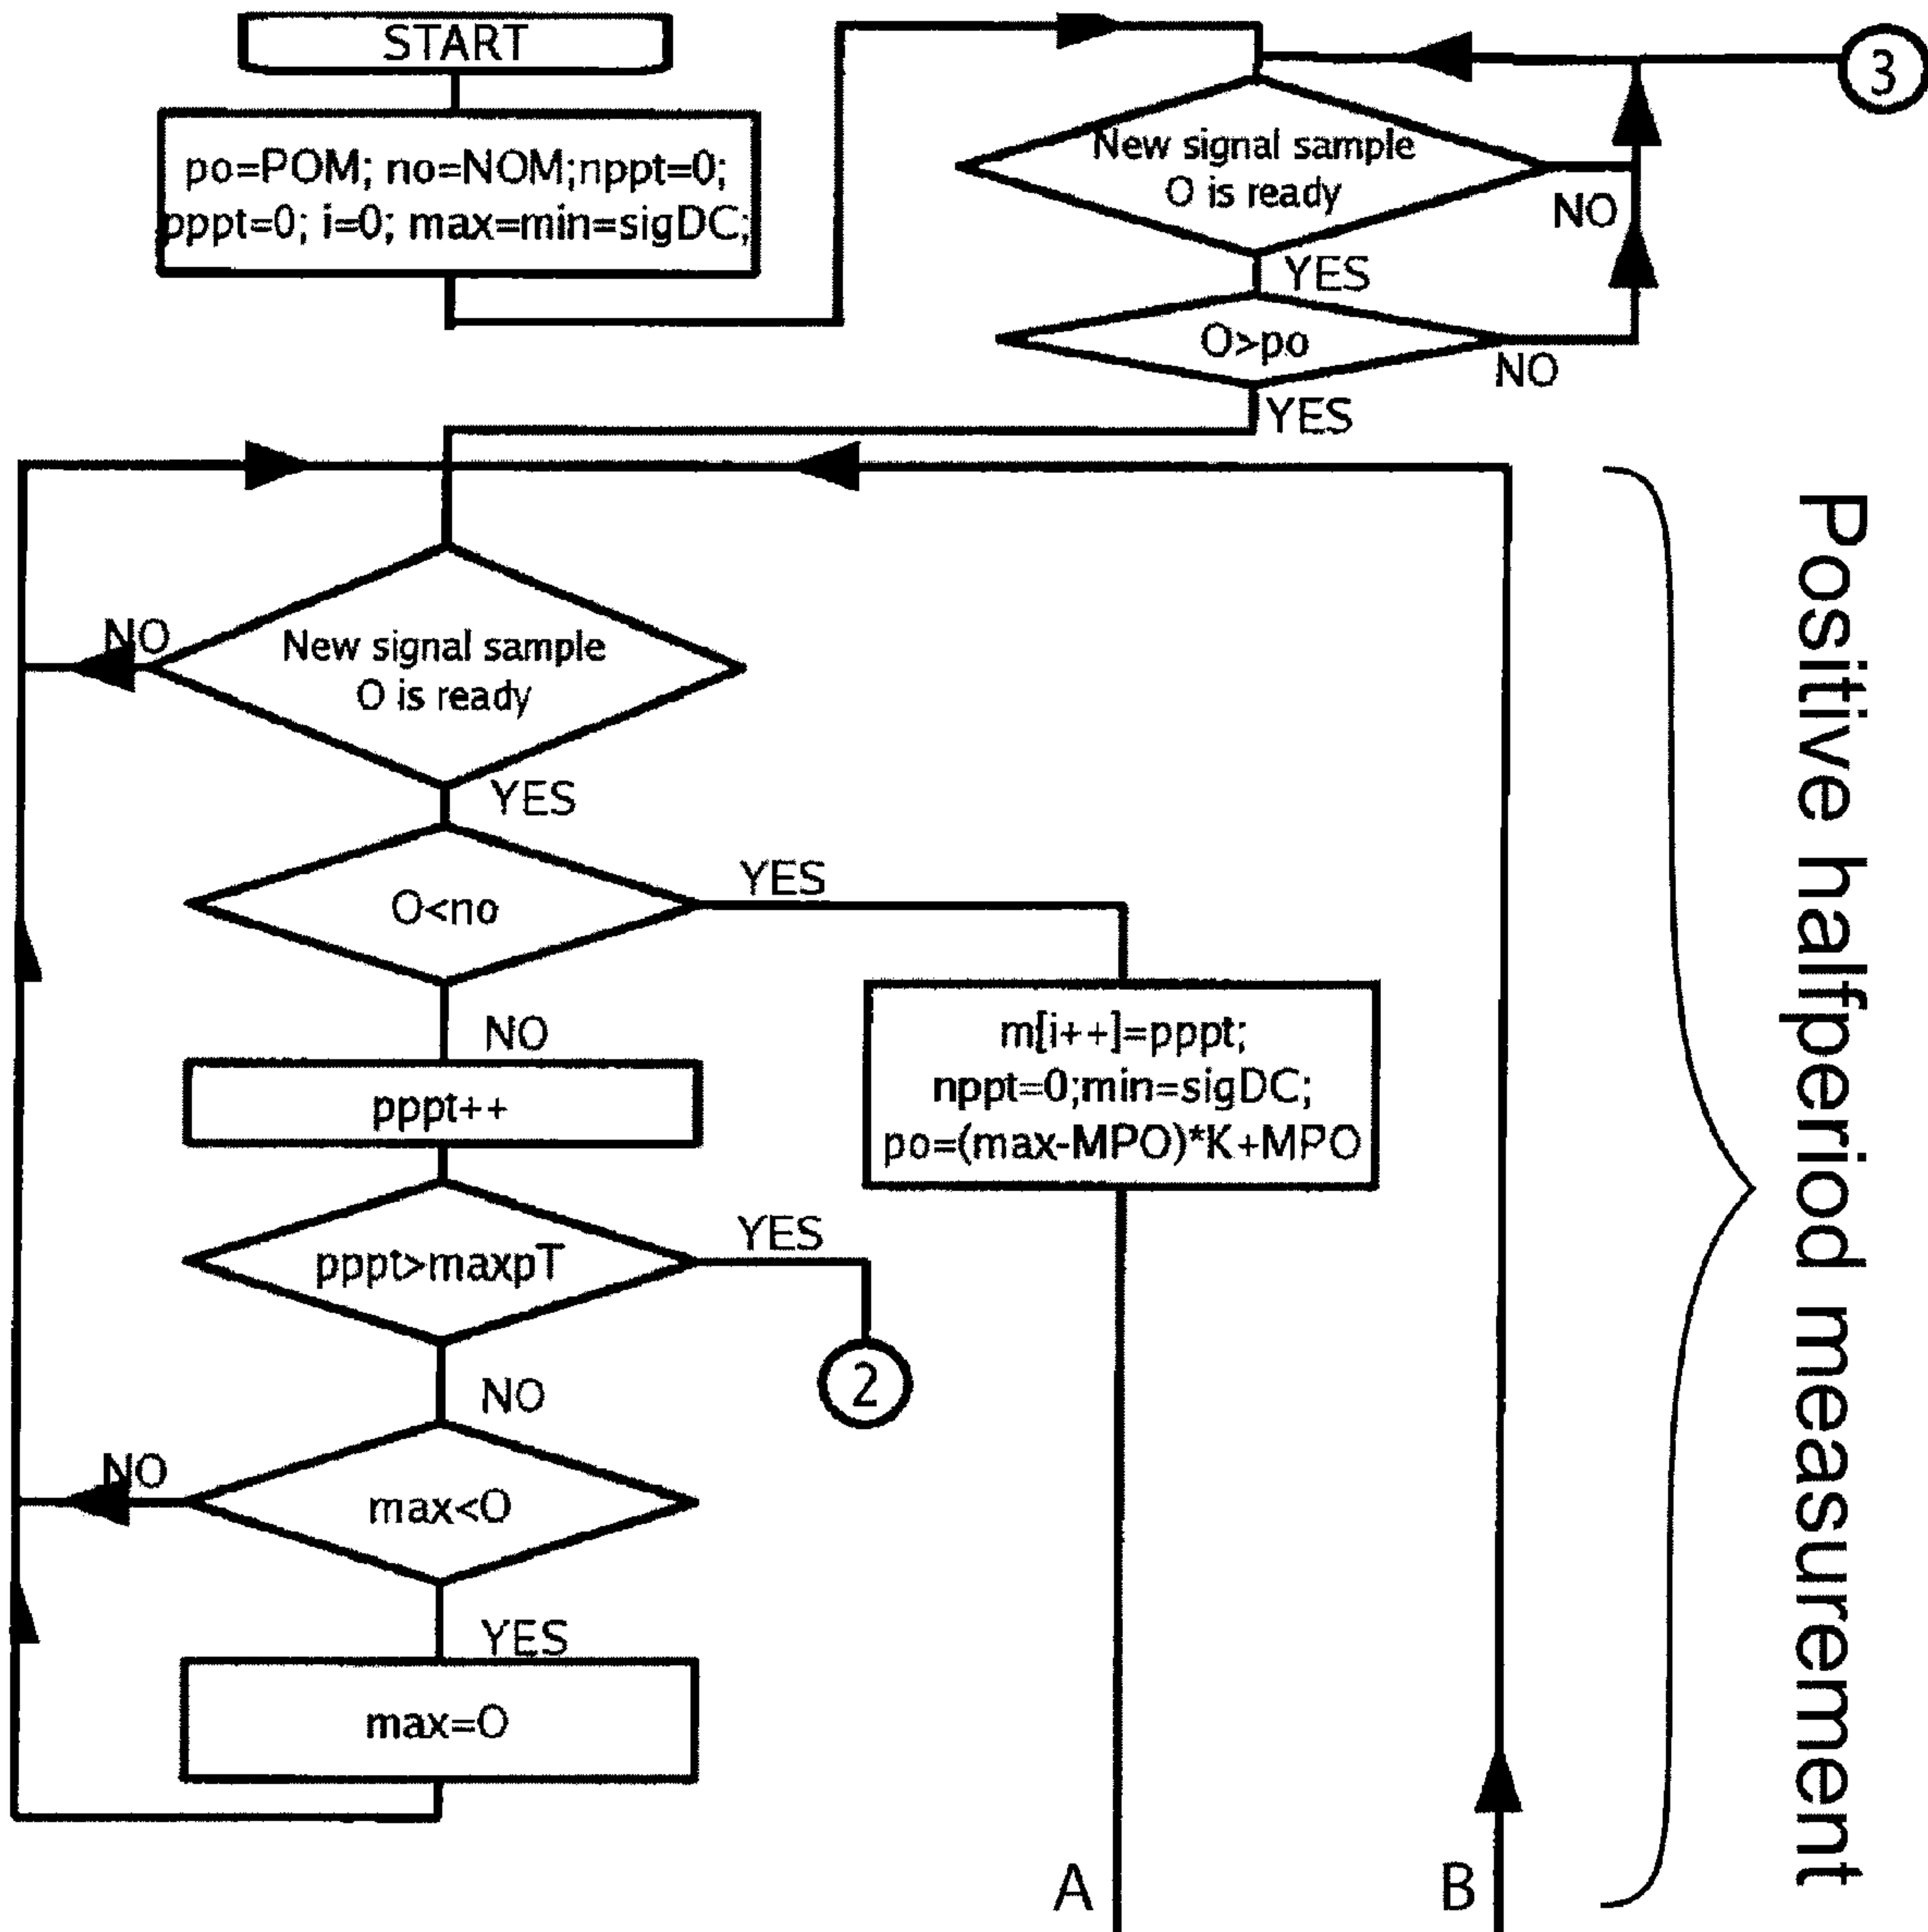 START
po=POM; no=NOM;nppt=0;
pppt=0; i=0; max=min=sigDC;
3
New signal sample
O is ready
NO
YES
O>po
NO
YES
New signal sample
O is ready
NO
YES
O<no
YES
NO
m[i++]=pppt;
nppt=0;min=sigDC;
po=(max-MPO)*K+MPO
pppt++
pppt>maxpT
YES
2
NO
max<O
NO
YES
max=O
A
B
Positive halfperiod measurement